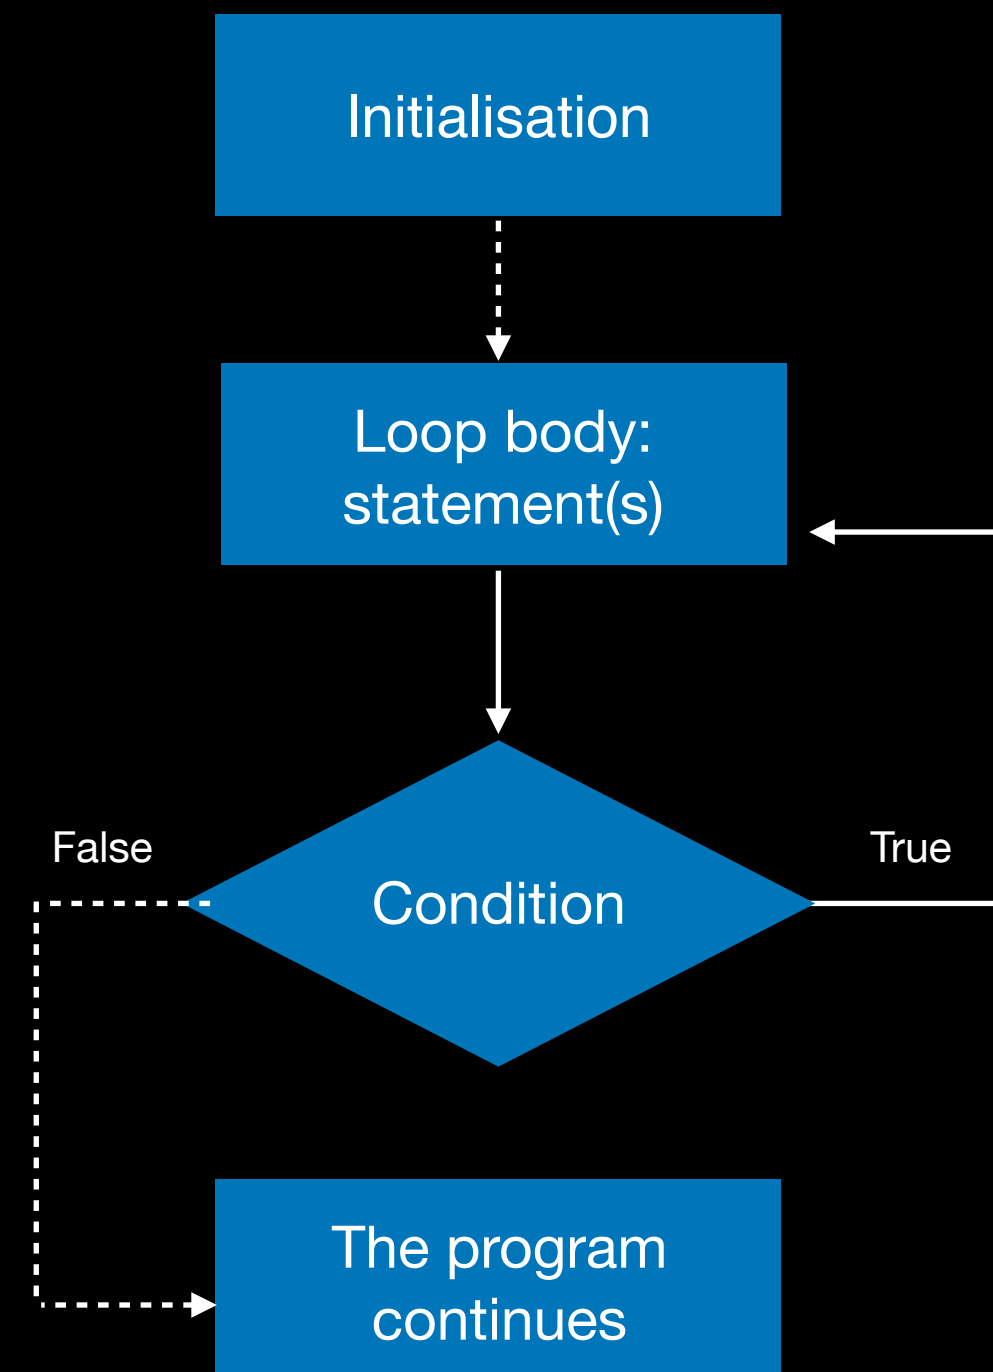 Initialisation
Loop body:
statement(s)
False
True
Condition
The program
continues